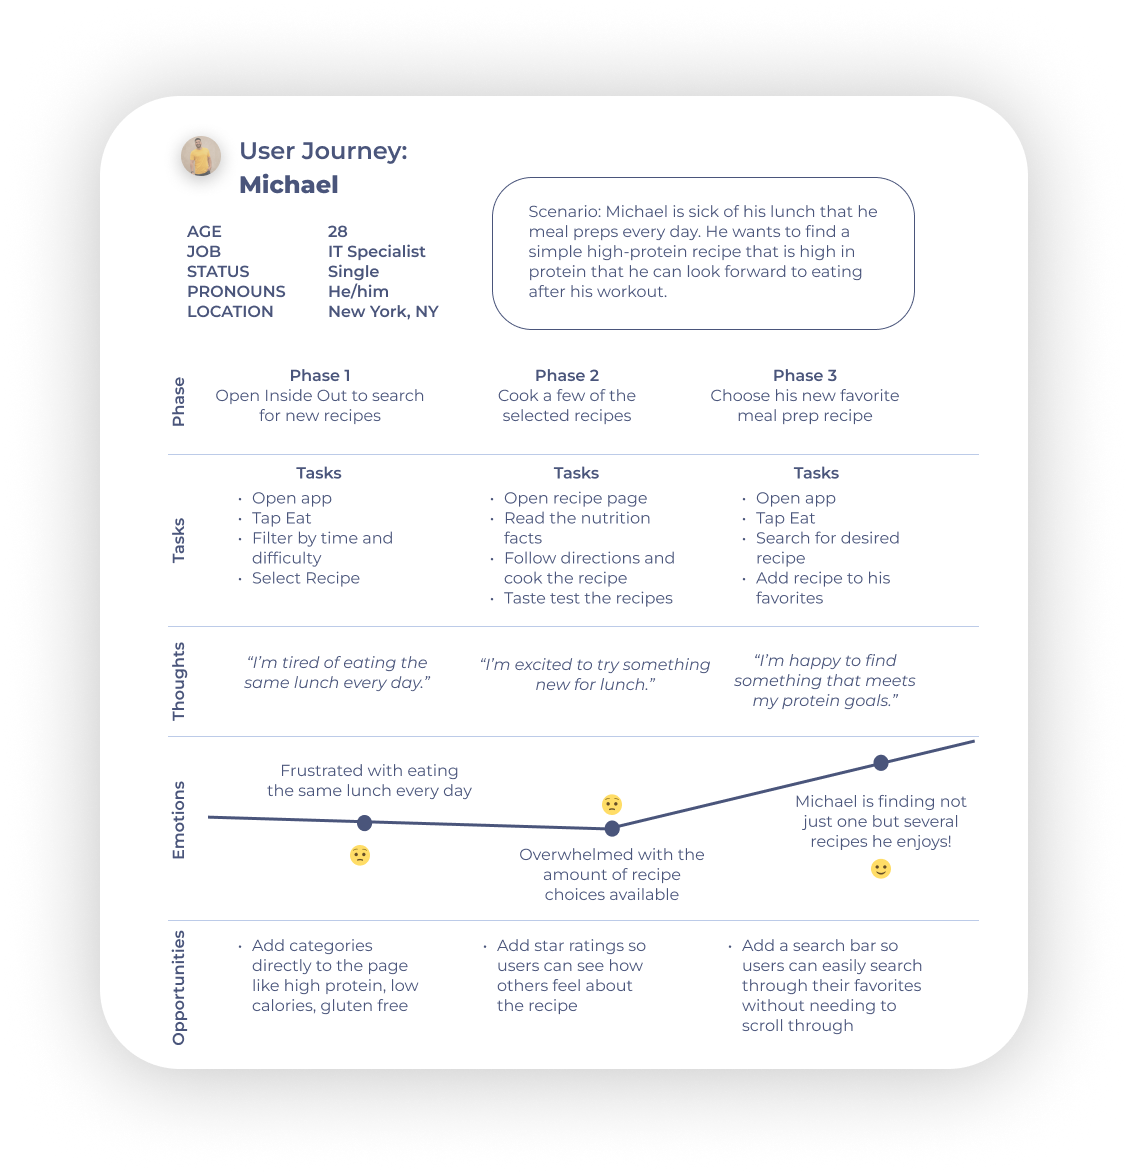 User Journey:
Michael
AGE 28
JOB IT Specialist
STATUS Single
PRONOUNS He/him
LOCATION New York, NY
Scenario: Michael is sick of his lunch that he
meal preps every day. He wants to find a
simple high-protein recipe that is high in
protein that he can look forward to eating
after his workout.
Phase
Phase 1
Open Inside Out to search
for new recipes
Phase 2
Cook a few of the
selected recipes
Phase 3
Choose his new favorite
meal prep recipe
Tasks
Tasks
• Open app
• Tap Eat
• Filter by time and
difficulty
• Select Recipe
Tasks
• Open recipe page
• Read the nutrition
facts
• Follow directions and
cook the recipe
• Taste test the recipes
Tasks
• Open app
• Tap Eat
• Search for desired
recipe
• Add recipe to his
favorites
Thoughts
“I’m tired of eating the
same lunch every day.”
“I’m excited to try something
new for lunch.”
“I’m happy to find
something that meets
my protein goals.”
Emotions
Frustrated with eating
the same lunch every day
Overwhelmed with the
amount of recipe
choices available
Michael is finding not
just one but several
recipes he enjoys!
Opportunities
• Add categories
directly to the page
like high protein, low
calories, gluten free
• Add star ratings so
users can see how
others feel about
the recipe
• Add a search bar so
users can easily search
through their favorites
without needing to
scroll through